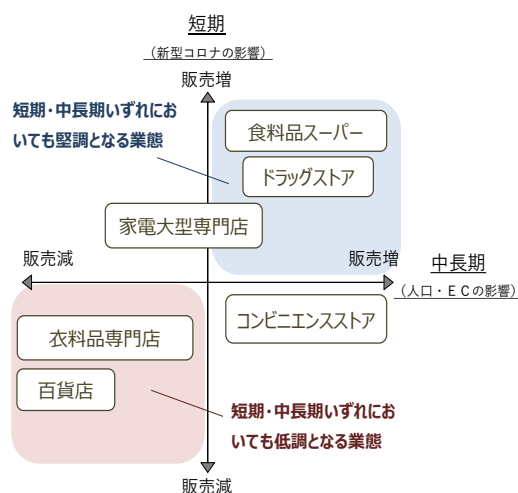 短期
（新型コロナの影響）
販売増
短期・中長期いずれにお
いても堅調となる業態
食料品スーパー
ドラッグストア
家電大型専門店
販売減
販売増
中長期
（人口・ＥＣの影響）
コンビニエンスストア
衣料品専門店
百貨店
短期・中長期いずれにお
いても低調となる業態
販売減